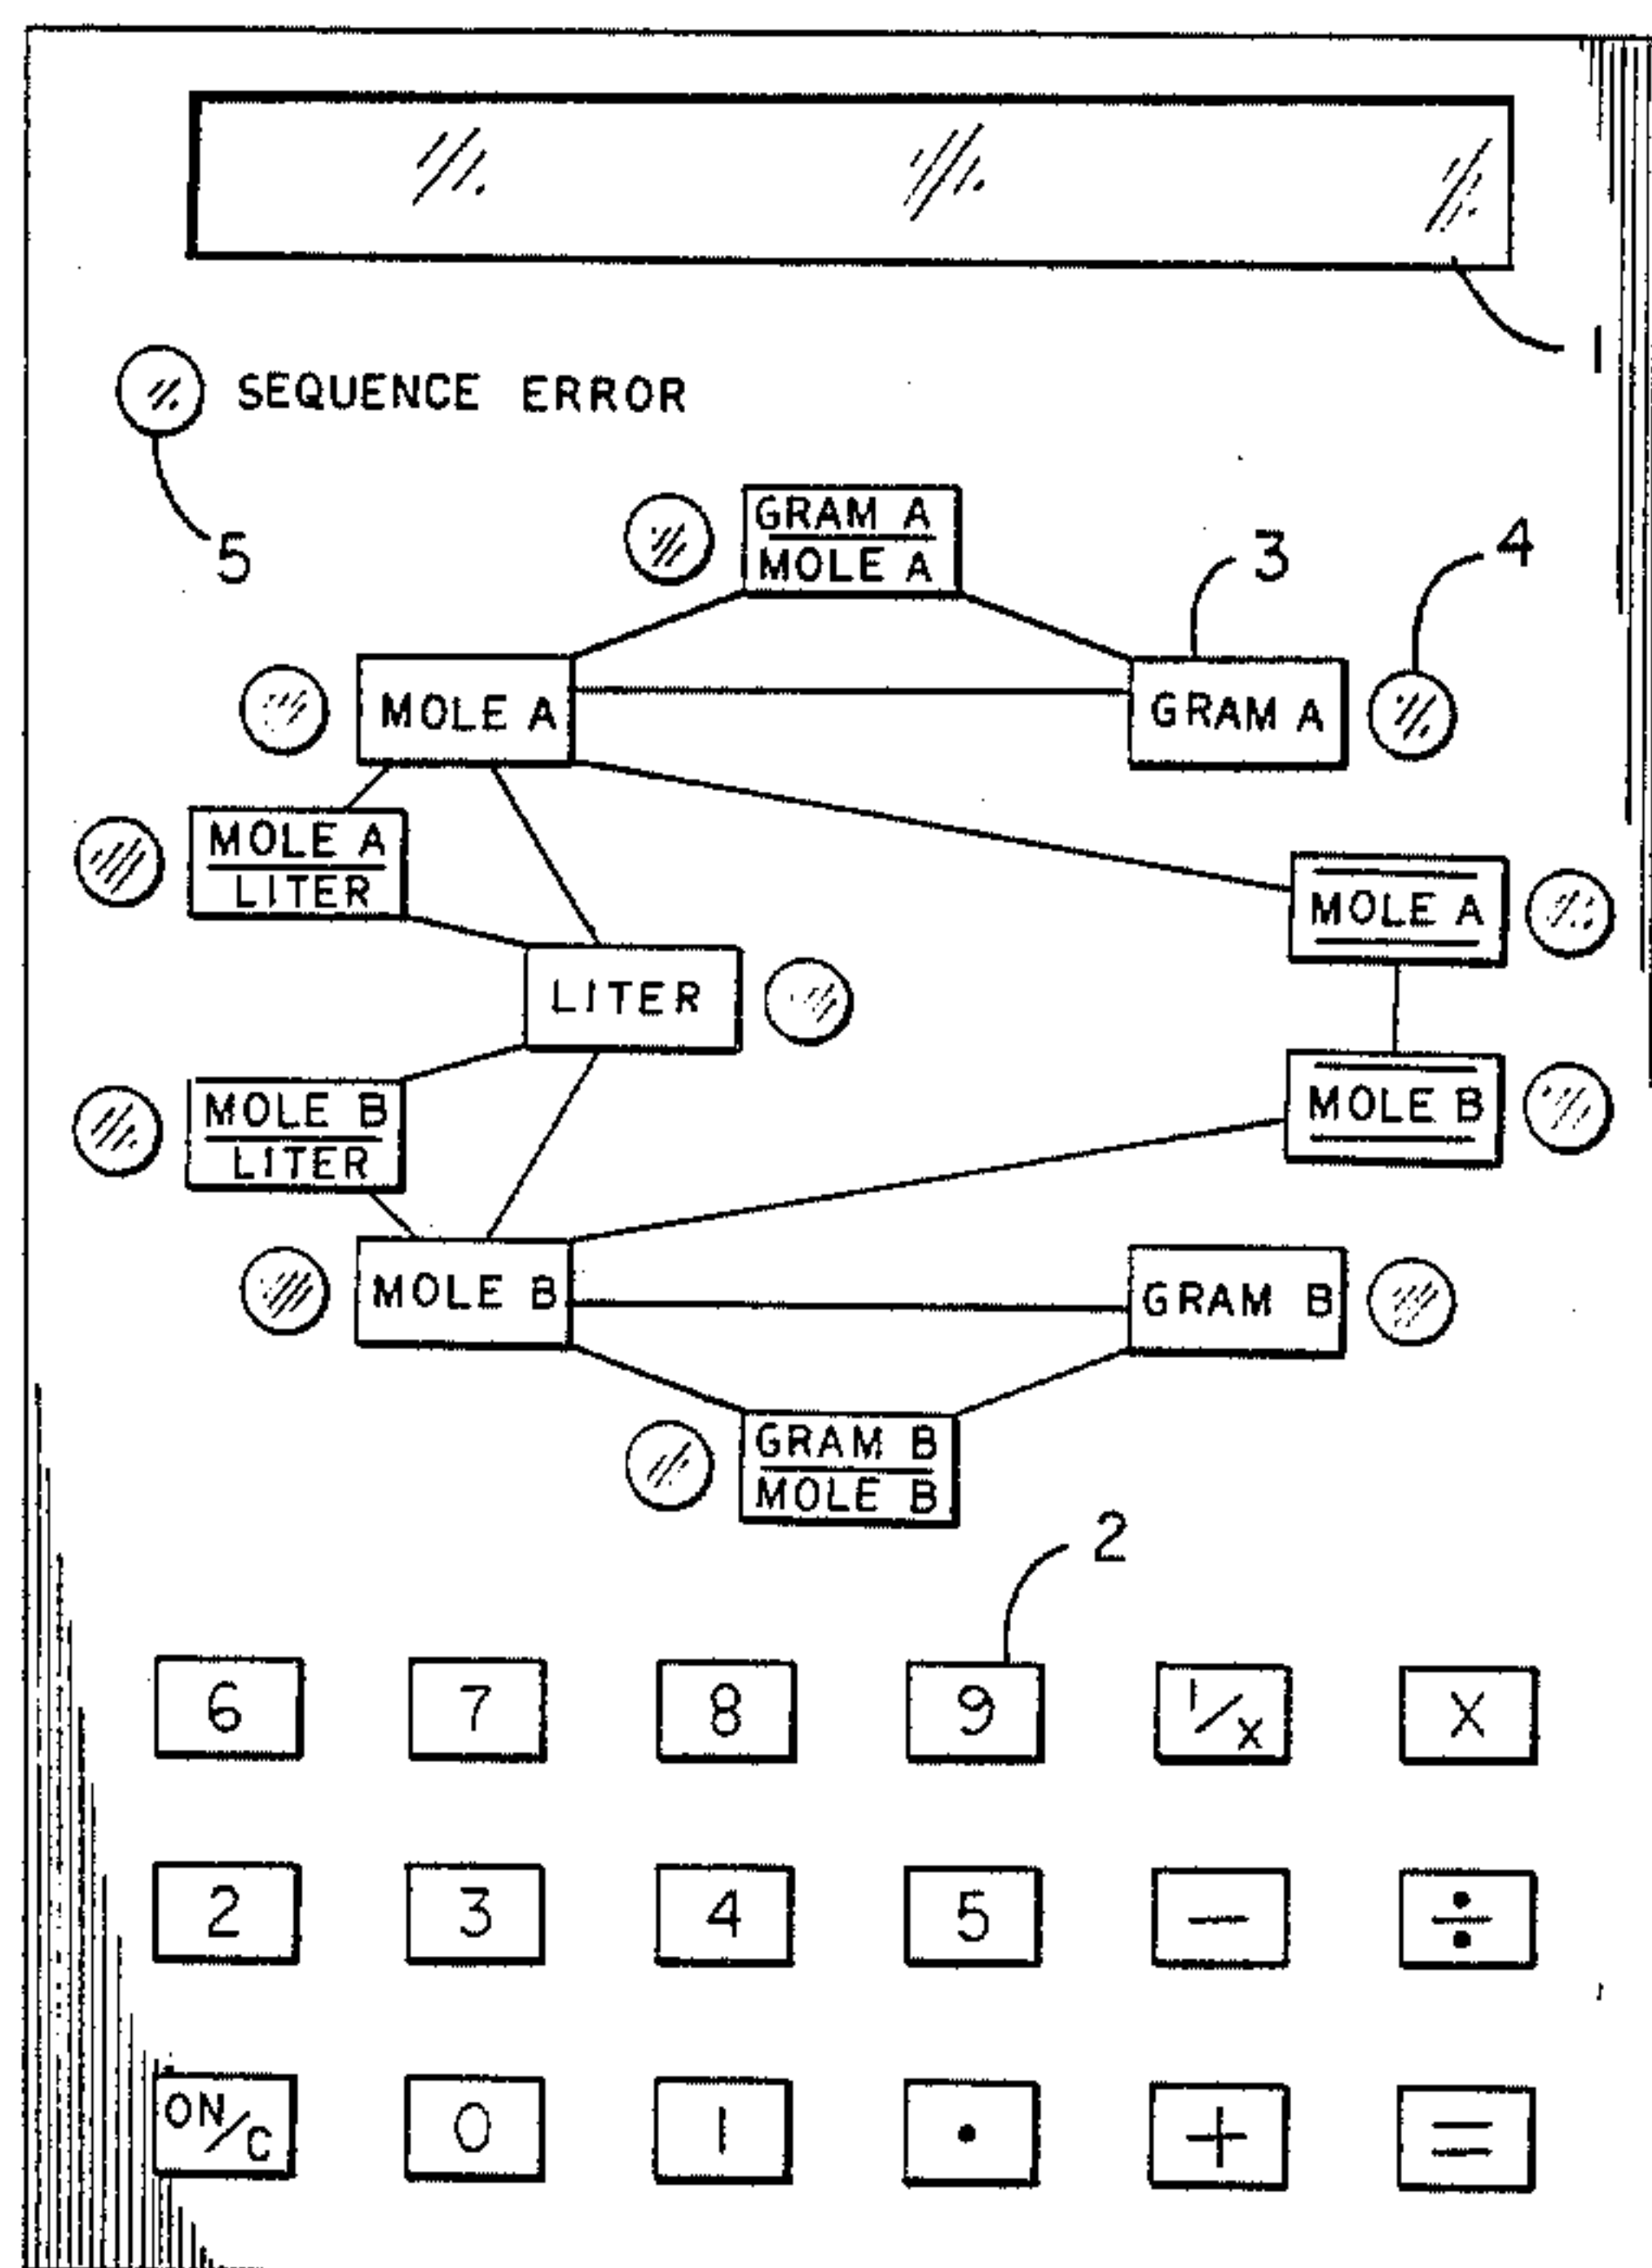 1
SEQUENCE ERROR
5
GRAM A
MOLE A
3
4
MOLE A
GRAM A
MOLE A
LITER
MOLE A
LITER
MOLE B
MOLE B
LITER
MOLE B
GRAM B
GRAM B
MOLE B
2
6 7 8 9 1/x X
2 3 4 5 − ÷
ON/C 0 1 • + =